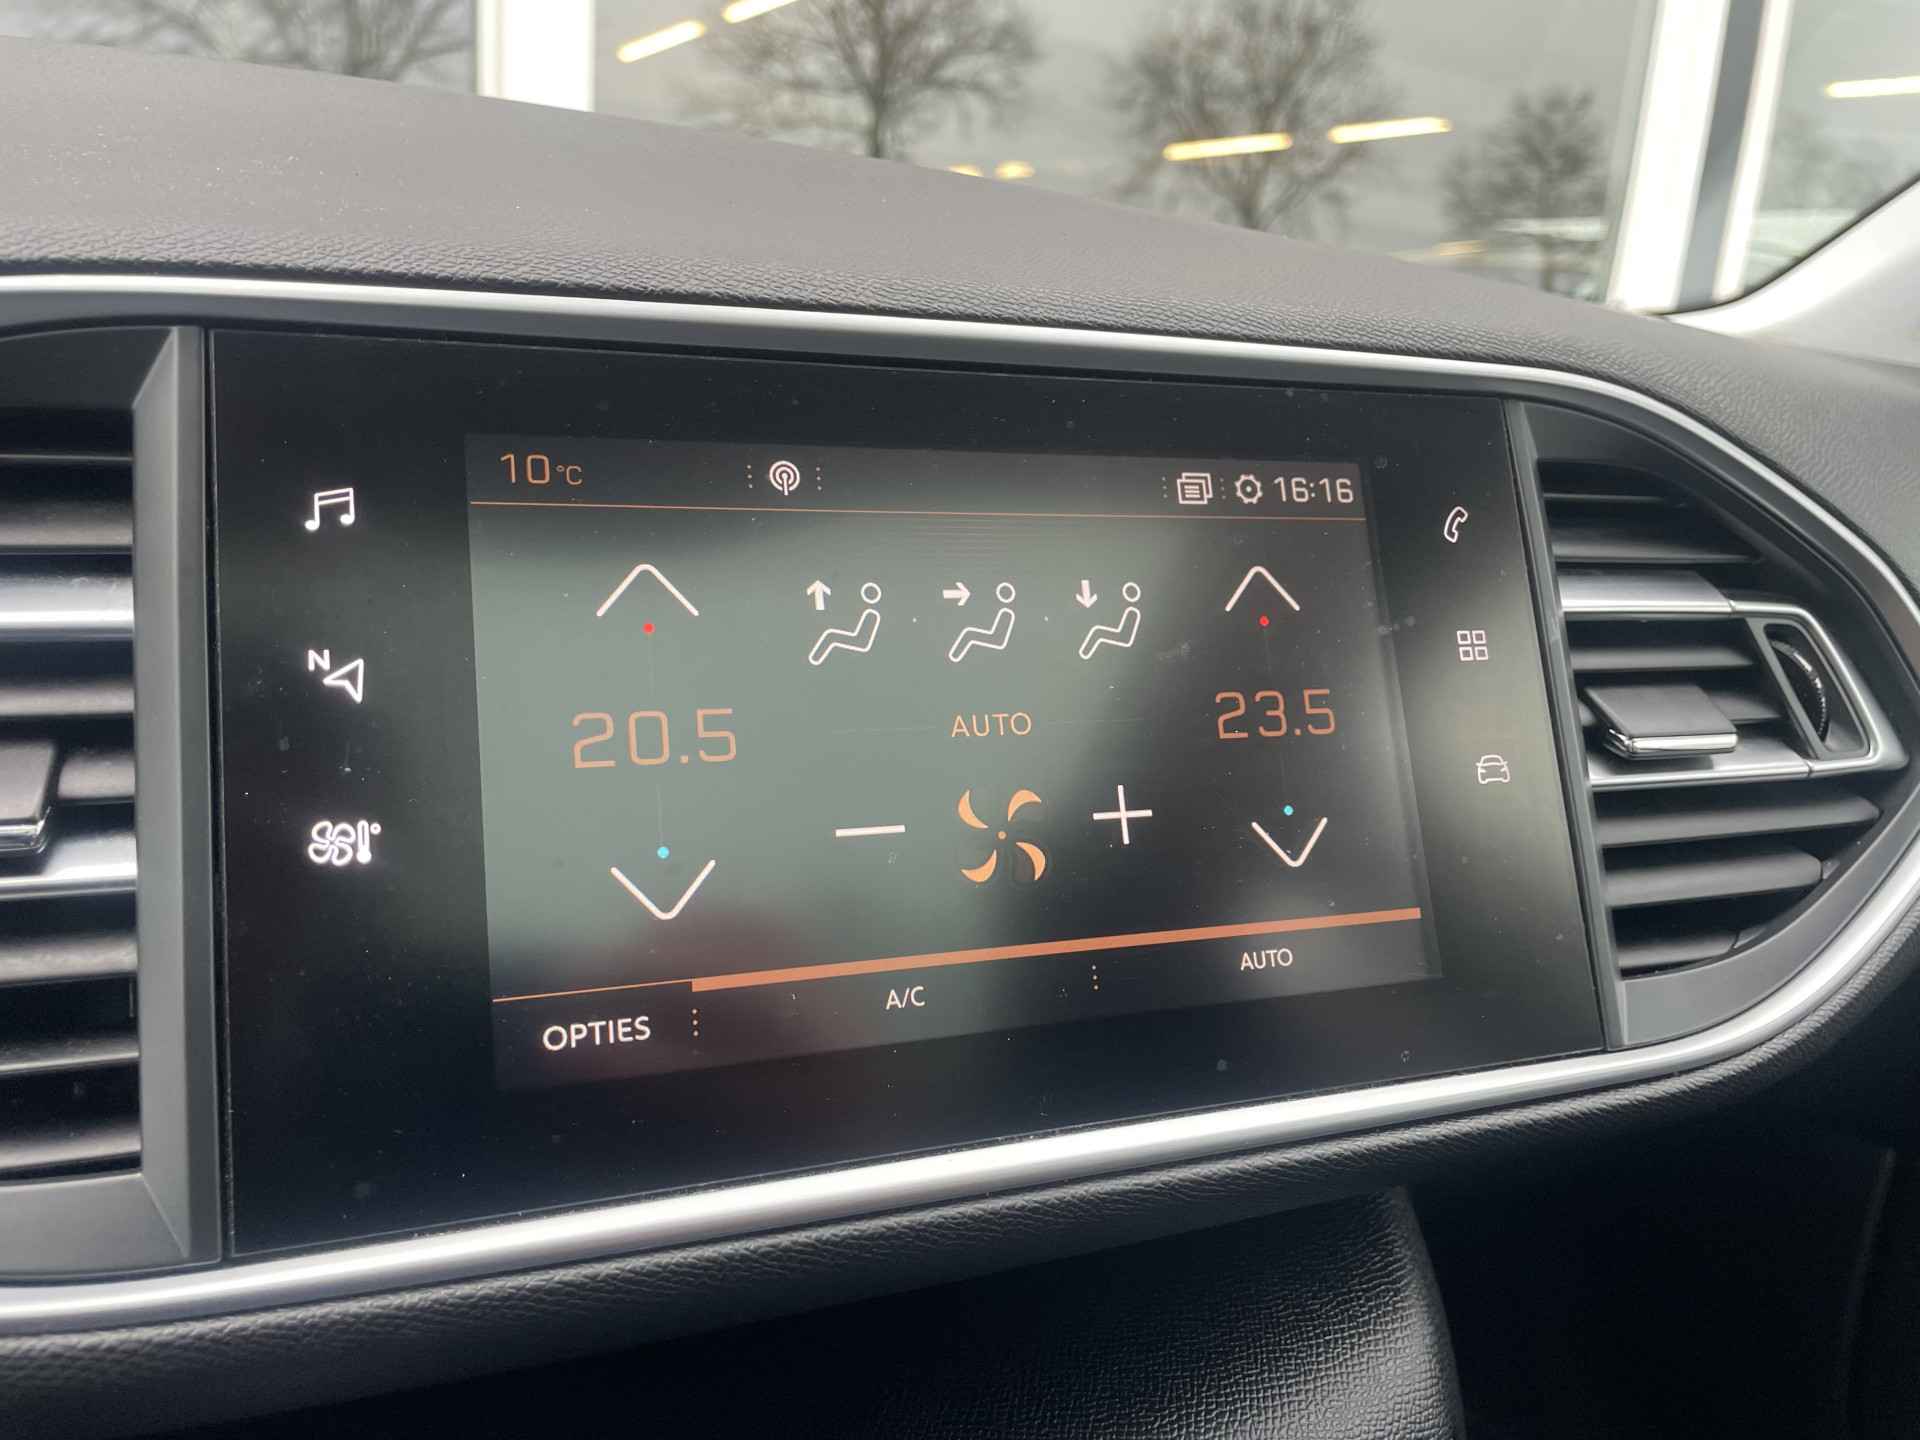 10°C 16:16
N
20.5 AUTO 23.5
OPTIES A/C AUTO